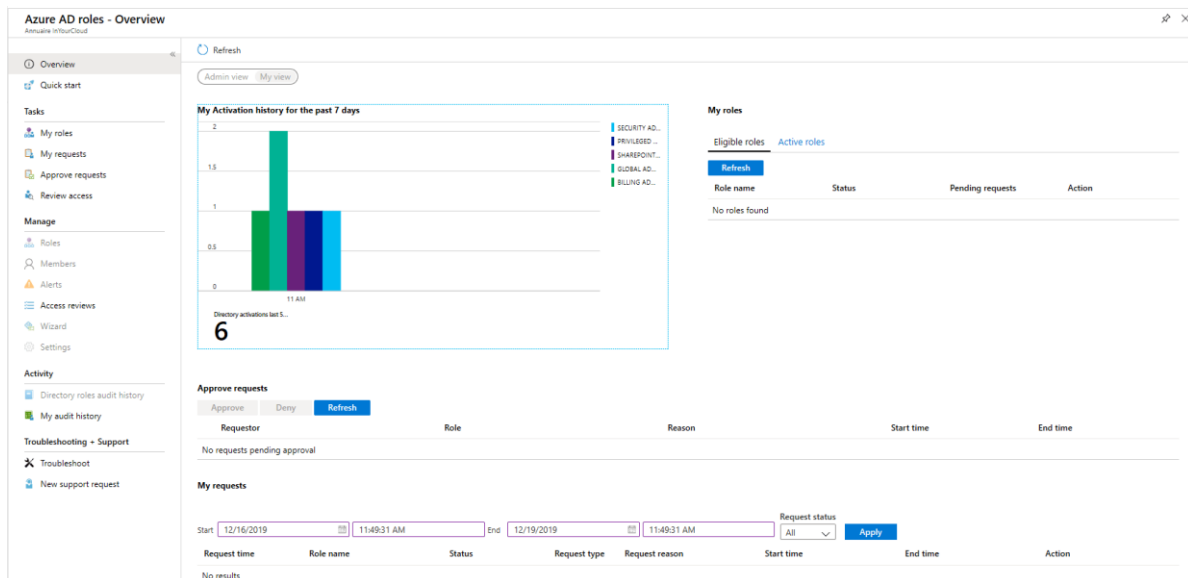 Azure AD roles - Overview
Annuaire InYourCloud
Overview
Quick start
Tasks
My roles
My requests
Approve requests
Review access
Manage
Roles
Members
Alerts
Access reviews
Wizard
Settings
Activity
Directory roles audit history
My audit history
Troubleshooting + Support
Troubleshoot
New support request
Refresh
Admin view My view
My Activation history for the past 7 days
2
1.5
1
0.5
0
11 AM
SECURITY AD...
PRIVILEGED ...
SHAREPOINT...
GLOBAL AD...
BILLING AD...
Directory activations last S...
6
My roles
Eligible roles Active roles
Refresh
Role name Status Pending requests Action
No roles found
Approve requests
Approve Deny Refresh
Requestor Role Reason Start time End time
No requests pending approval
My requests
Request status
Start 12/16/2019 11:49:31 AM End 12/19/2019 11:49:31 AM All Apply
Request time Role name Status Request type Request reason Start time End time Action
No results